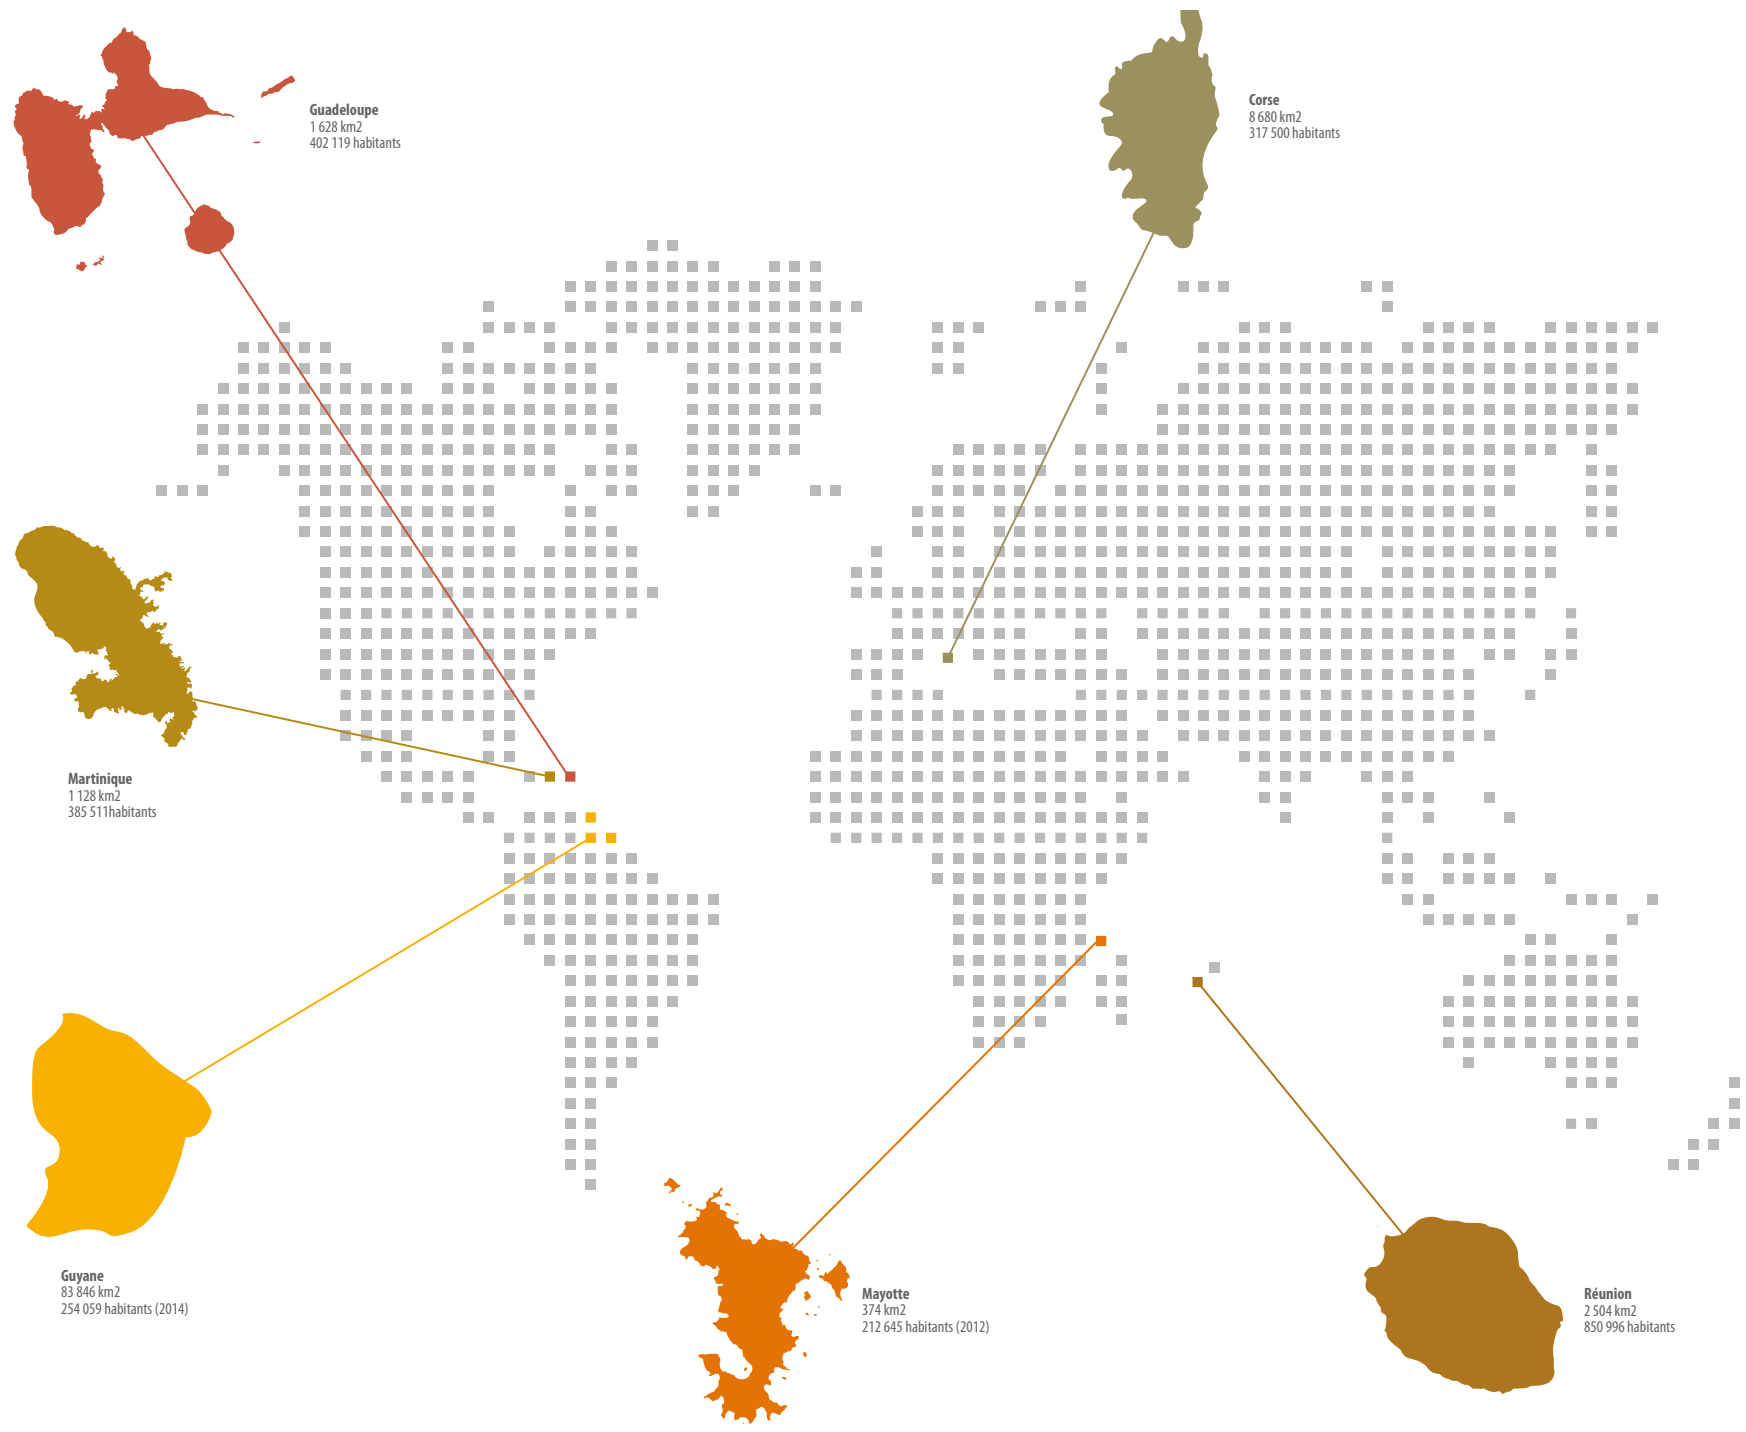 Guadeloupe
1 628 km2
402 119 habitants
Corse
8 680 km2
317 500 habitants
Martinique
1 128 km2
385 511habitants
Guyane
83 846 km2
254 059 habitants (2014)
Mayotte
374 km2
212 645 habitants (2012)
Réunion
2 504 km2
850 996 habitants